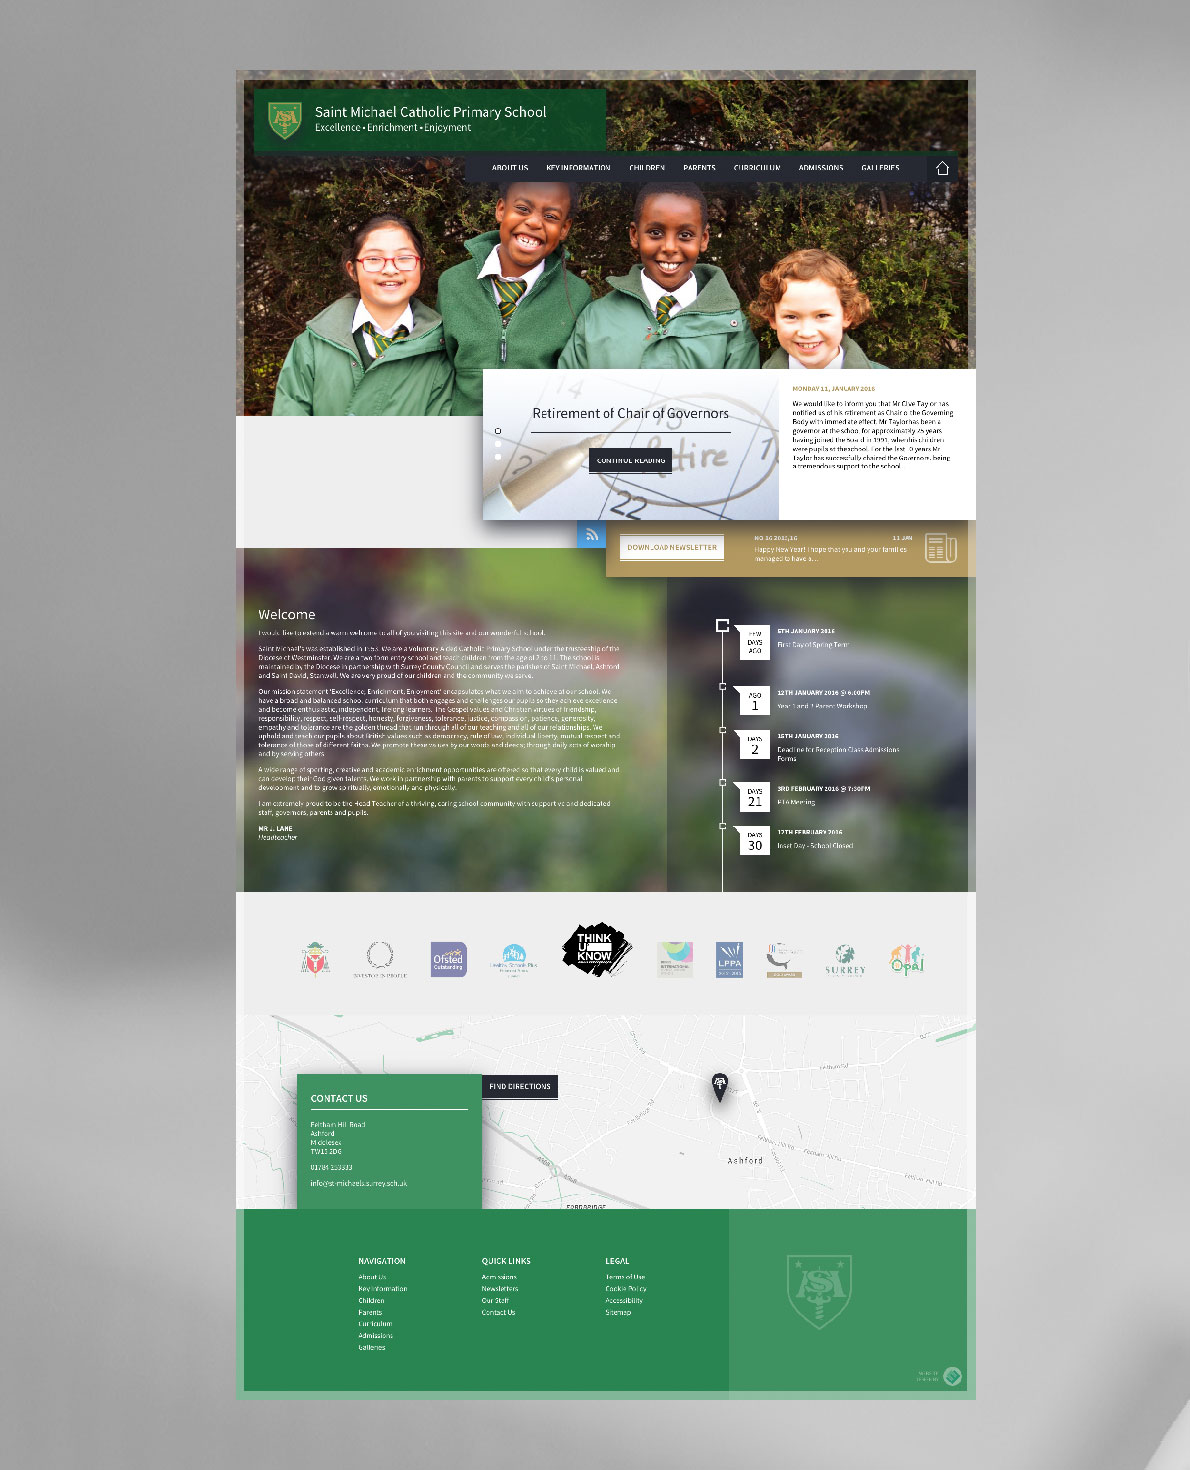 Saint Michael Catholic Primary School
Excellence • Enrichment • Enjoyment
ABOUT US KEY INFORMATION CHILDREN PARENTS CURRICULUM ADMISSIONS GALLERIES
Retirement of Chair of Governors
CONTINUE READING
14
15
22
retire
MONDAY 11, JANUARY 2016
We would like to inform you that Mr Clive Taylor has
notified us of his retirement as Chair o the Governing
Body with immediate effect. Mr Taylor has been a
governor at the school for approximately 25 years
having joined the Board in 1991, when his children
were pupils at the school. For the last 10 years Mr
Taylor has succesfully chaired the Governors, being
a tremendous support to the school.
DOWNLOAD NEWSLETTER
NO 16 2015/16 11 JAN
Happy New Year! I hope that you and your families
managed to have a...
Welcome
I would like to extend a warm welcome to all of you visiting this site and our wonderful school.
Saint Michael's was established in 1953. We are a Voluntary Aided Catholic Primary School under the trusteeship of the
Diocese of Westminster. We are a two form entry school and teach children from the age of 2 to 11. The school is
maintained by the Diocese in partnership with Surrey County Council and serves the parishes of Saint Michael, Ashford
and Saint David, Stanwell. We are very proud of our children and the community we serve.
Our mission statement 'Excellence, Enrichment, Enjoyment' encapsulates what we aim to achieve at our school. We
have a broad and balanced school curriculum that both engages and challenges our pupils so they achieve excellence
and become enthusiastic, independent, lifelong learners. The Gospel values and Christian virtues of friendship,
responsibility, respect, self-respect, honesty, forgiveness, tolerance, justice, compassion, patience, generosity,
empathy and tolerance are the golden thread that run through all of our teaching and all of our relationships. We
uphold and teach our pupils about British values such as democracy, rule of law, individual liberty, mutual respect and
tolerance of those of different faiths. We promote these values by our words and deeds; through daily acts of worship
and by serving others.
A wide range of sporting, creative and academic enrichment opportunities are offered so that every child is valued and
can develop their God given talents. We work in partnership with parents to support every child's personal
development and to grow spiritually, emotionally and physically.
I am extremely proud to be the Head Teacher of a thriving, caring school community with supportive and dedicated
staff, governors, parents and pupils.
MR J. LANE
Headteacher
FEW
DAYS
AGO
5TH JANUARY 2016
First Day of Spring Term
AGO
1
12TH JANUARY 2016 @ 6:00PM
Year 1 and 2 Parent Workshop
DAYS
2
15TH JANUARY 2016
Deadline for Reception Class Admissions
Forms
DAYS
21
3RD FEBRUARY 2016 @ 7:30PM
PTA Meeting
DAYS
30
12TH FEBRUARY 2016
Inset Day - School Closed
INVESTOR IN PEOPLE
Ofsted
Outstanding
Healthy Schools Plus
THINK
U
KNOW
INTERNATIONAL
LPPA
SURREY
Opal
CONTACT US
Feltham Hill Road
Ashford
Middlesex
TW15 2DG
01784 253333
info@st-michaels.surrey.sch.uk
FIND DIRECTIONS
Feltham Rd
Feltham Hill Rd
Feltham Hill Rd
Feltham Hill Rd
Ashford
FORDBRIDGE
NAVIGATION
About Us
Key Information
Children
Parents
Curriculum
Admissions
Galleries
QUICK LINKS
Admissions
Newsletters
Our Staff
Contact Us
LEGAL
Terms of Use
Cookie Policy
Accessibility
Sitemap